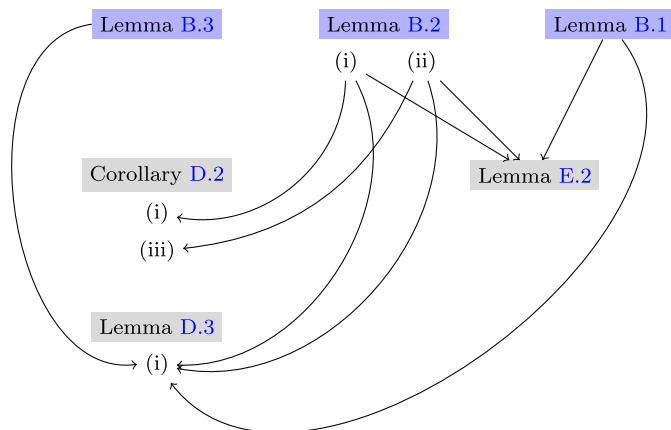 Lemma B.3
Lemma B.2
Lemma B.1
(i)
(ii)
Corollary D.2
Lemma E.2
(i)
(iii)
Lemma D.3
(i)